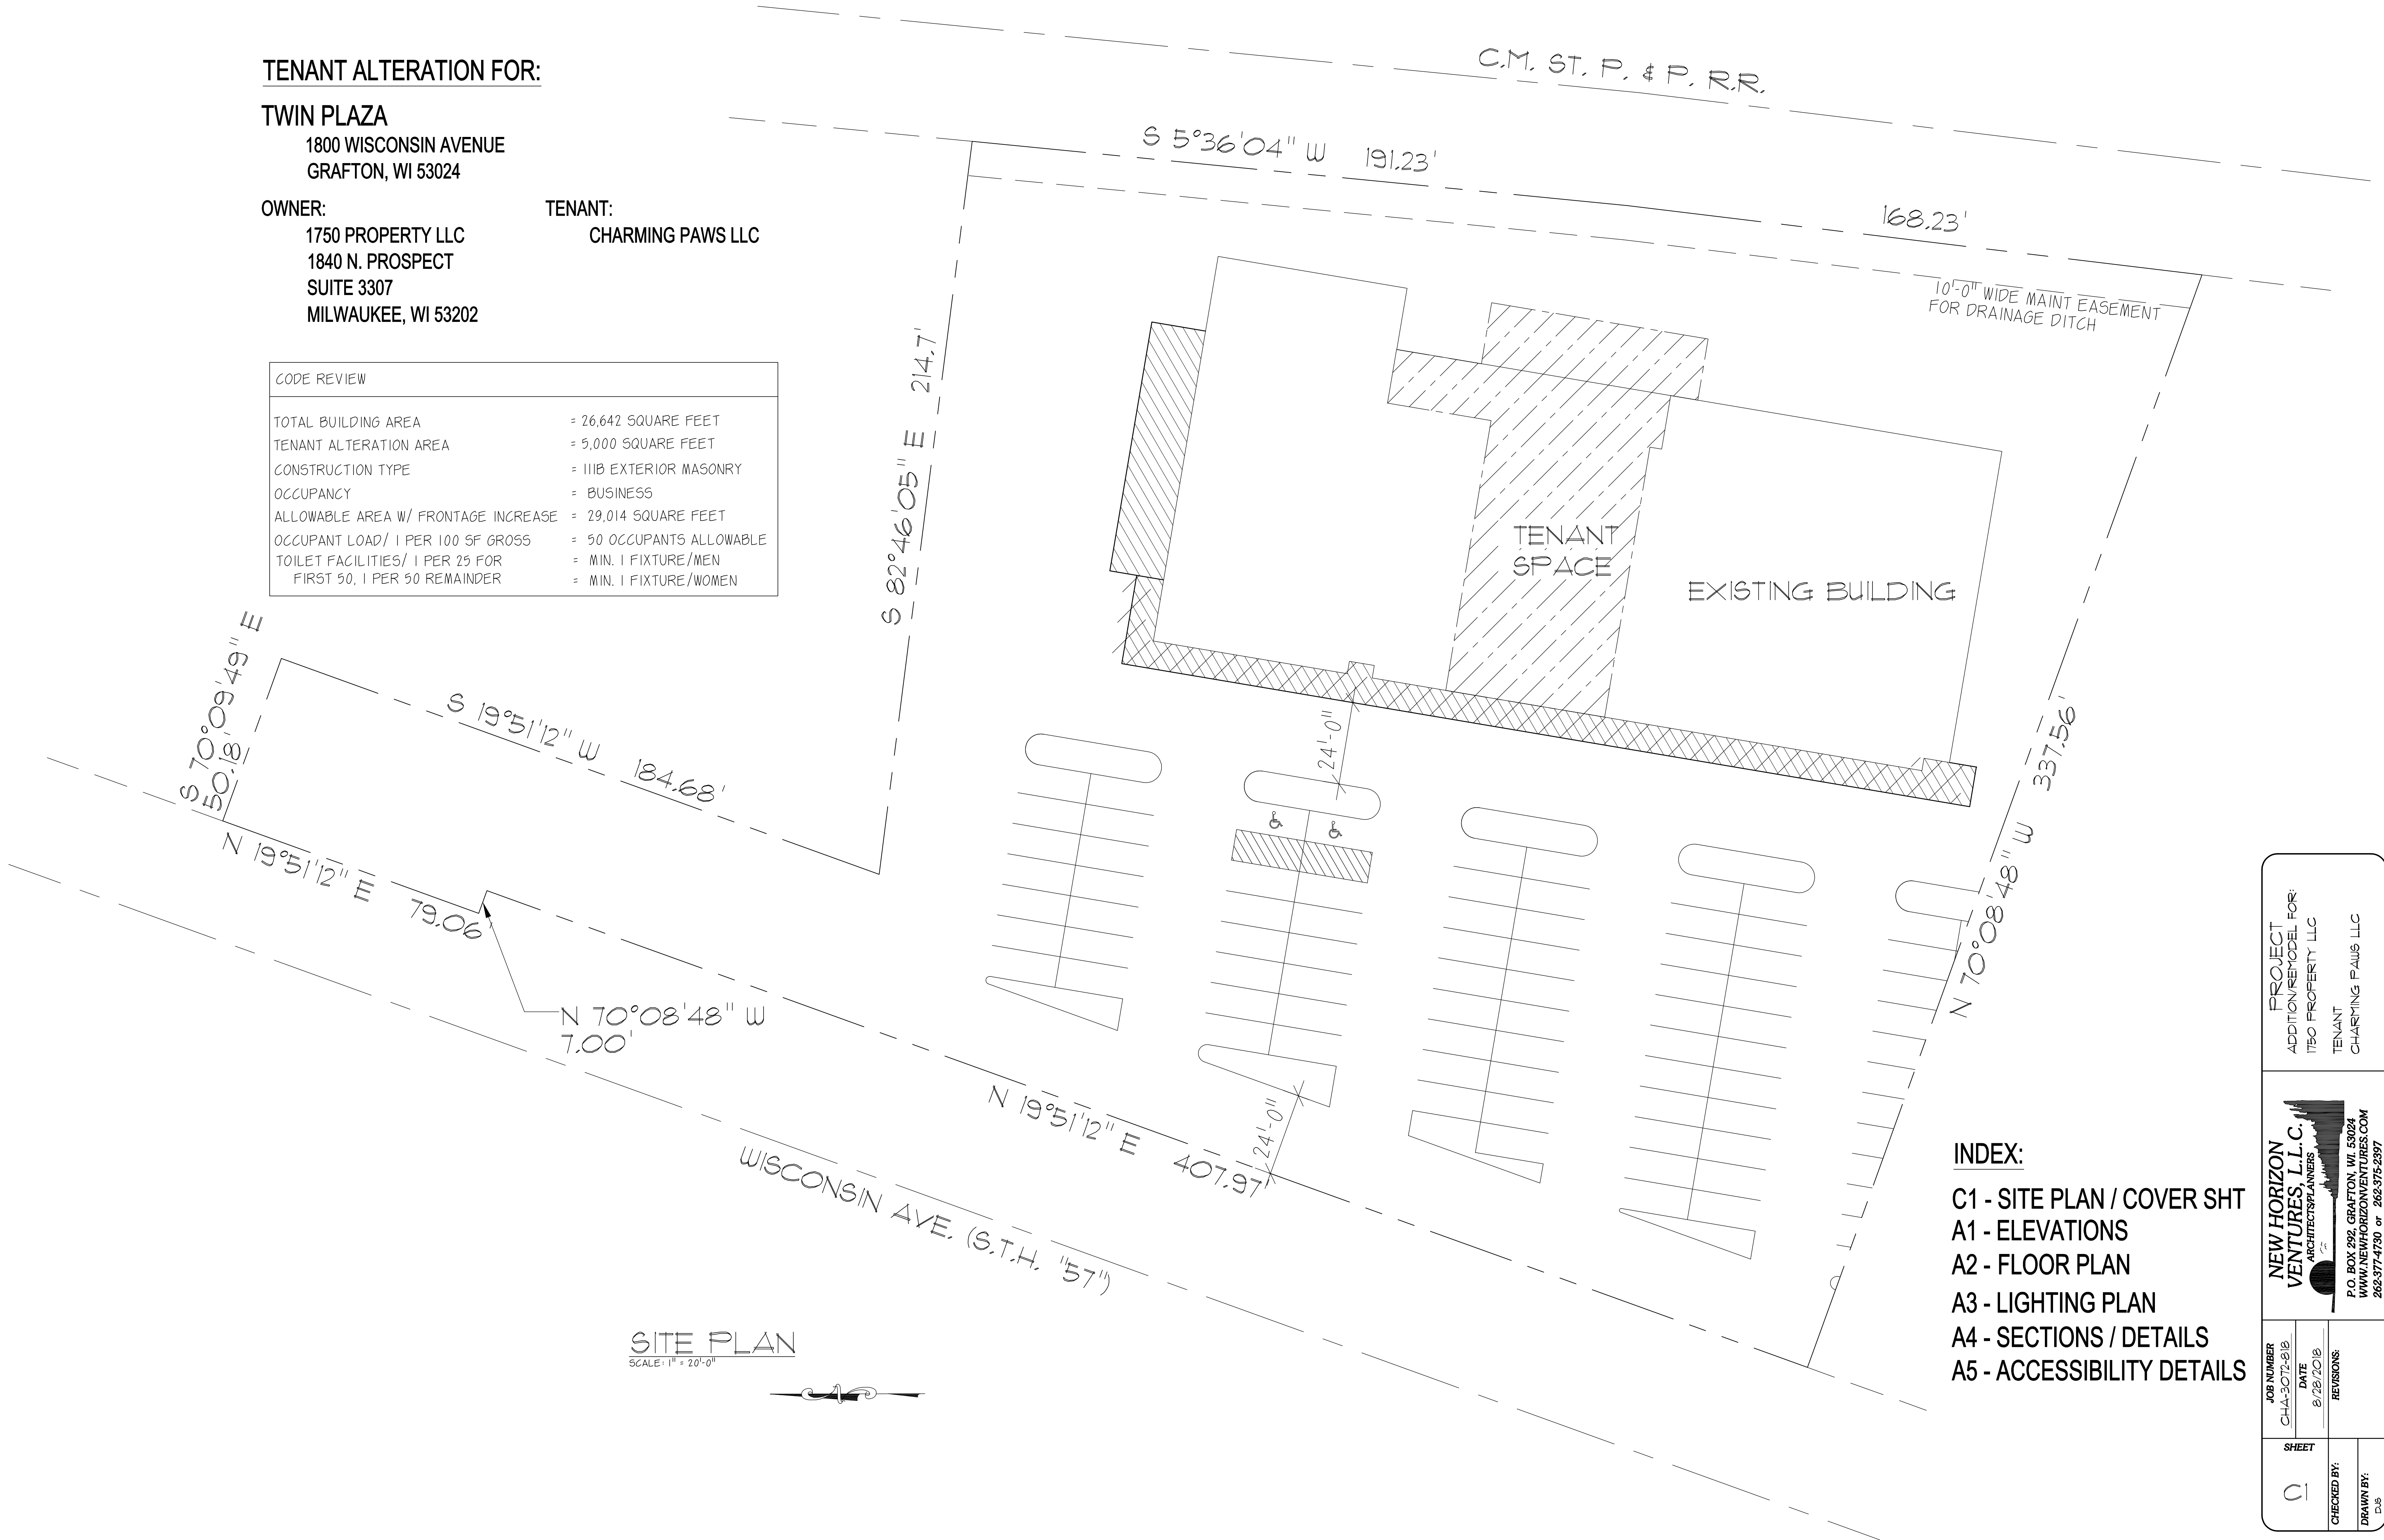 TENANT ALTERATION FOR:
TWIN PLAZA
1800 WISCONSIN AVENUE
GRAFTON, WI 53024
OWNER:
1750 PROPERTY LLC
1840 N. PROSPECT
SUITE 3307
MILWAUKEE, WI 53202
TENANT:
CHARMING PAWS LLC
CODE REVIEW
TOTAL BUILDING AREA = 26,642 SQUARE FEET
TENANT ALTERATION AREA = 5,000 SQUARE FEET
CONSTRUCTION TYPE = IIIB EXTERIOR MASONRY
OCCUPANCY = BUSINESS
ALLOWABLE AREA W/ FRONTAGE INCREASE = 29,014 SQUARE FEET
OCCUPANT LOAD/ 1 PER 100 SF GROSS = 50 OCCUPANTS ALLOWABLE
TOILET FACILITIES/ 1 PER 25 FOR = MIN. 1 FIXTURE/MEN
FIRST 50, 1 PER 50 REMAINDER = MIN. 1 FIXTURE/WOMEN
C.M. ST. P. & P. R.R.
S 5°36'04" W 191.23'
168.23'
10'-0" WIDE MAINT EASEMENT
FOR DRAINAGE DITCH
S 82°46'05" E 214.7'
TENANT
SPACE
EXISTING BUILDING
S 70°09'49" E
50.18'
S 19°51'12" W 184.68'
N 19°51'12" E 79.06'
N 70°08'48" W
7.00'
24'-0"
N 70°08'48" W 337.56'
N 19°51'12" E 407.97'
24'-0"
WISCONSIN AVE. (S.T.H. "57")
SITE PLAN
SCALE: 1" = 20'-0"
INDEX:
C1 - SITE PLAN / COVER SHT
A1 - ELEVATIONS
A2 - FLOOR PLAN
A3 - LIGHTING PLAN
A4 - SECTIONS / DETAILS
A5 - ACCESSIBILITY DETAILS
PROJECT
ADDITION/REMODEL FOR:
1750 PROPERTY LLC
TENANT
CHARMING PAWS LLC
NEW HORIZON
VENTURES, L.L.C.
ARCHITECTS/PLANNERS
P.O. BOX 292, GRAFTON, WI. 53024
WWW.NEWHORIZONVENTURES.COM
262-377-4730 or 262-375-2397
JOB NUMBER
CHA-3072-818
DATE
8/28/2018
REVISIONS:
SHEET
C1
CHECKED BY:
DRAWN BY:
DJS